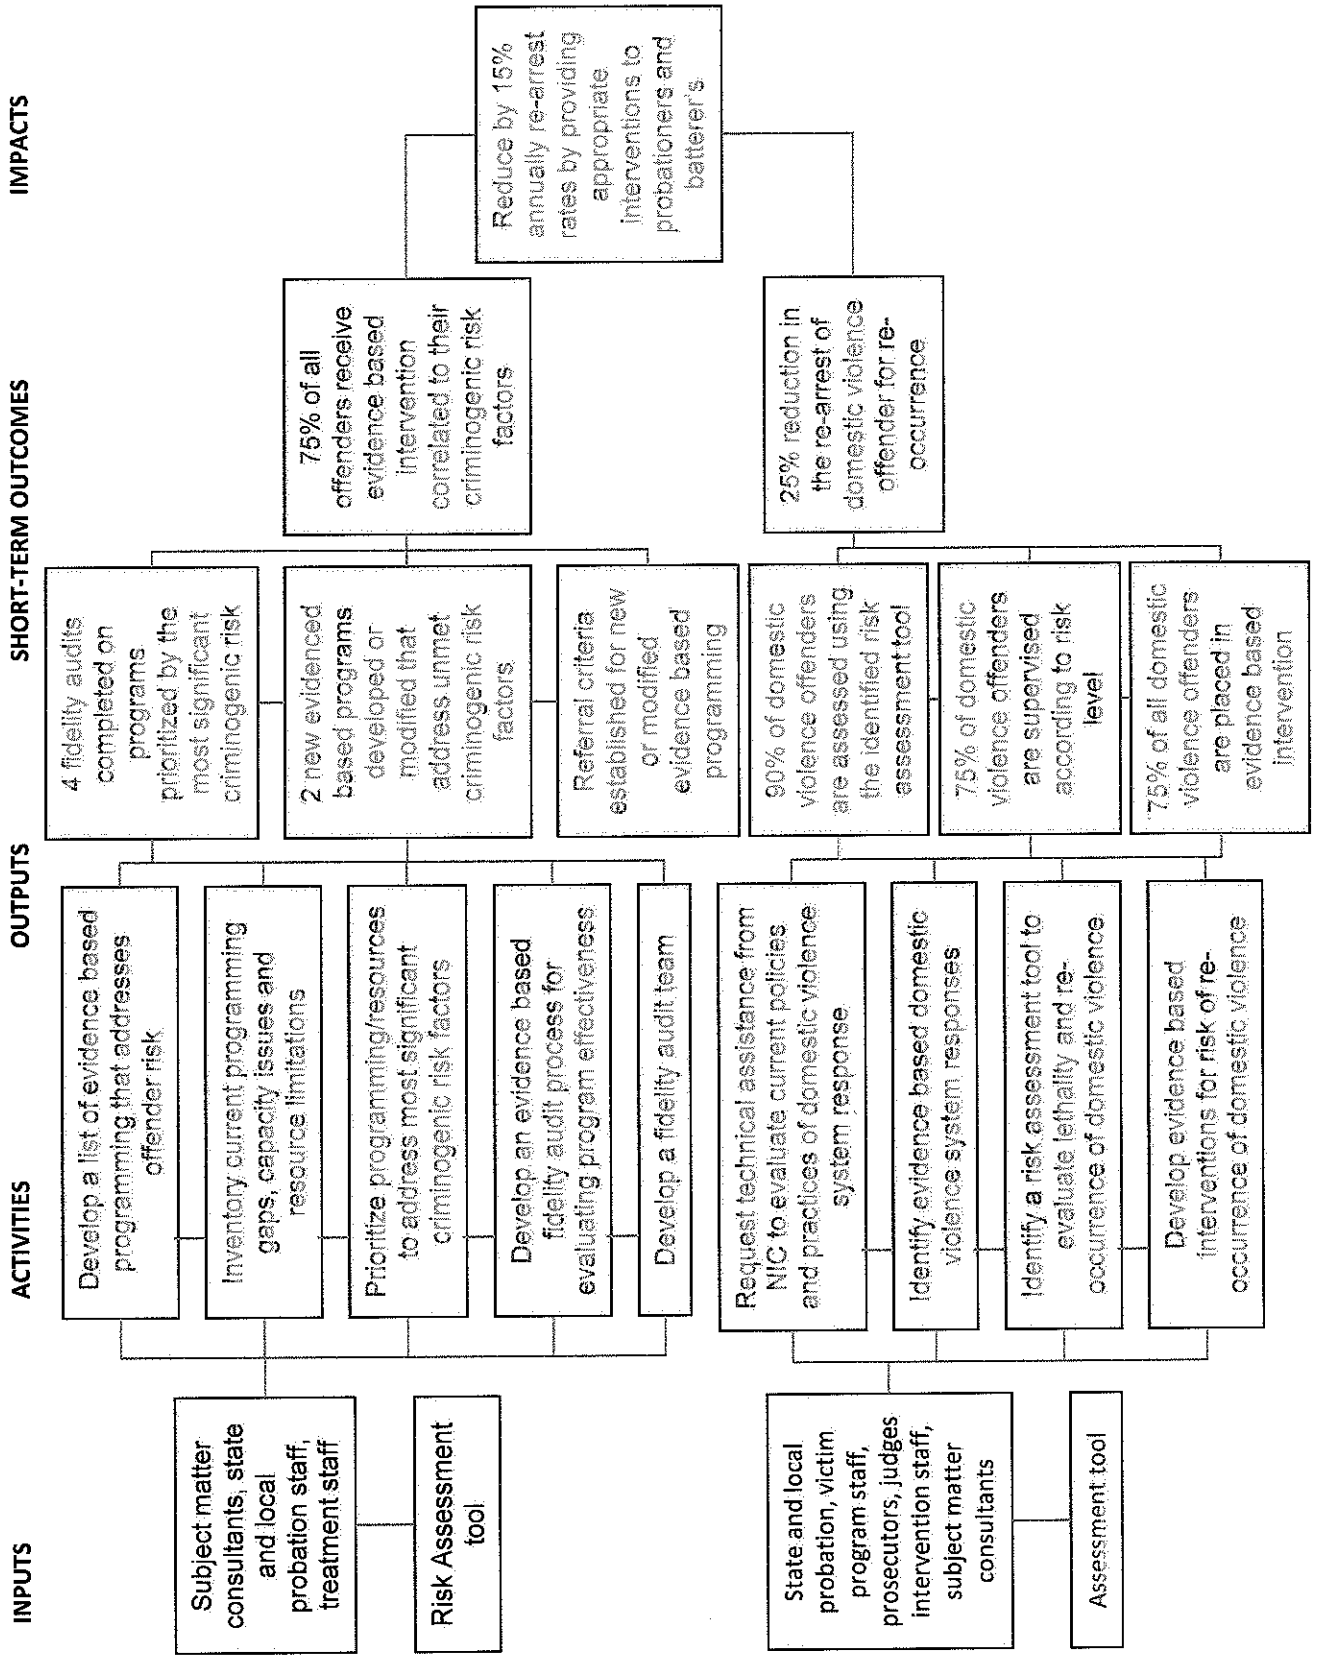 INPUTS
ACTIVITIES
OUTPUTS
SHORT-TERM OUTCOMES
IMPACTS
Subject matter
consultants, state
and local
probation staff,
treatment staff
Risk Assessment
tool
State and local
probation, victim
program staff,
prosecutors, judges
intervention staff,
subject matter
consultants
Assessment tool
Develop a list of evidence based
programming that addresses
offender risk
Inventory current programming
gaps, capacity issues and
resource limitations
Prioritize programming/resources
to address most significant
criminogenic risk factors
Develop an evidence based
fidelity audit process for
evaluating program effectiveness
Develop a fidelity audit team
Request technical assistance from
NIC to evaluate current policies
and practices of domestic violence
system response
Identify evidence based domestic
violence system responses
Identify a risk assessment tool to
evaluate lethality and re-
occurrence of domestic violence
Develop evidence based
interventions for risk of re-
occurrence of domestic violence
4 fidelity audits
completed on
programs
prioritized by the
most significant
criminogenic risk
2 new evidenced
based programs
developed or
modified that
address unmet
criminogenic risk
factors
Referral criteria
established for new
or modified
evidence based
programming
90% of domestic
violence offenders
are assessed using
the identified risk
assessment tool
75% of domestic
violence offenders
are supervised
according to risk
level
75% of all domestic
violence offenders
are placed in
evidence based
intervention
75% of all
offenders receive
evidence based
intervention
correlated to their
criminogenic risk
factors
25% reduction in
the re-arrest of
domestic violence
offender for re-
occurrence
Reduce by 15%
annually re-arrest
rates by providing
appropriate
interventions to
probationers and
batterer's